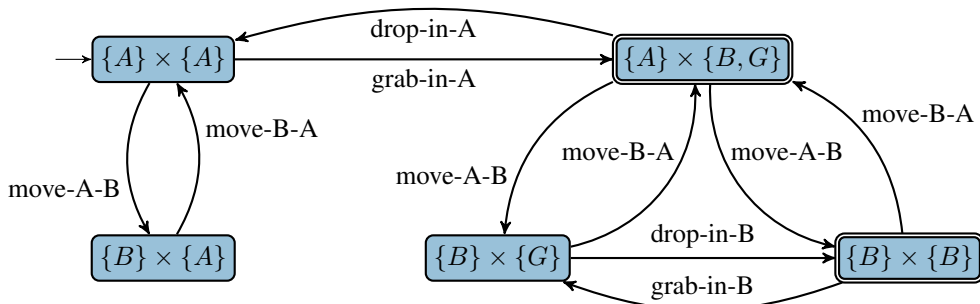 drop-in-A
{A} × {A}
{A} × {B, G}
grab-in-A
move-B-A
move-B-A
move-B-A
move-A-B
move-A-B
move-A-B
drop-in-B
{B} × {A}
{B} × {G}
{B} × {B}
grab-in-B